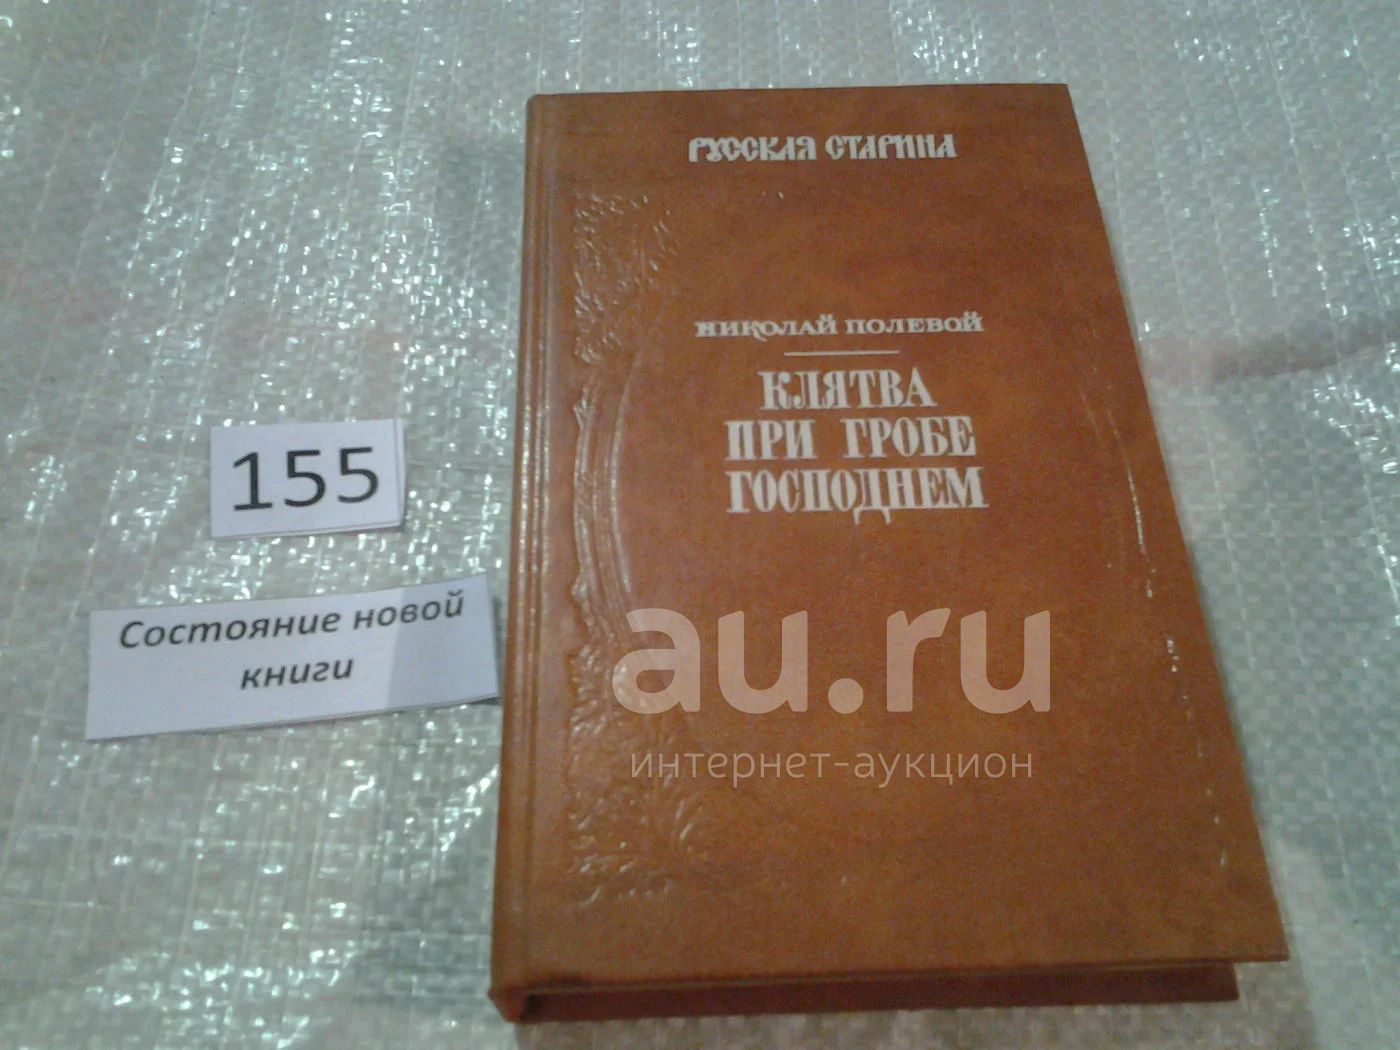 РУССКАЯ СТАРИНА
НИКОЛАЙ ПОЛЕВОЙ
КЛЯТВА
ПРИ ГРОБЕ
ГОСПОДНЕМ
155
Состояние новой
книги
au.ru
интернет-аукцион